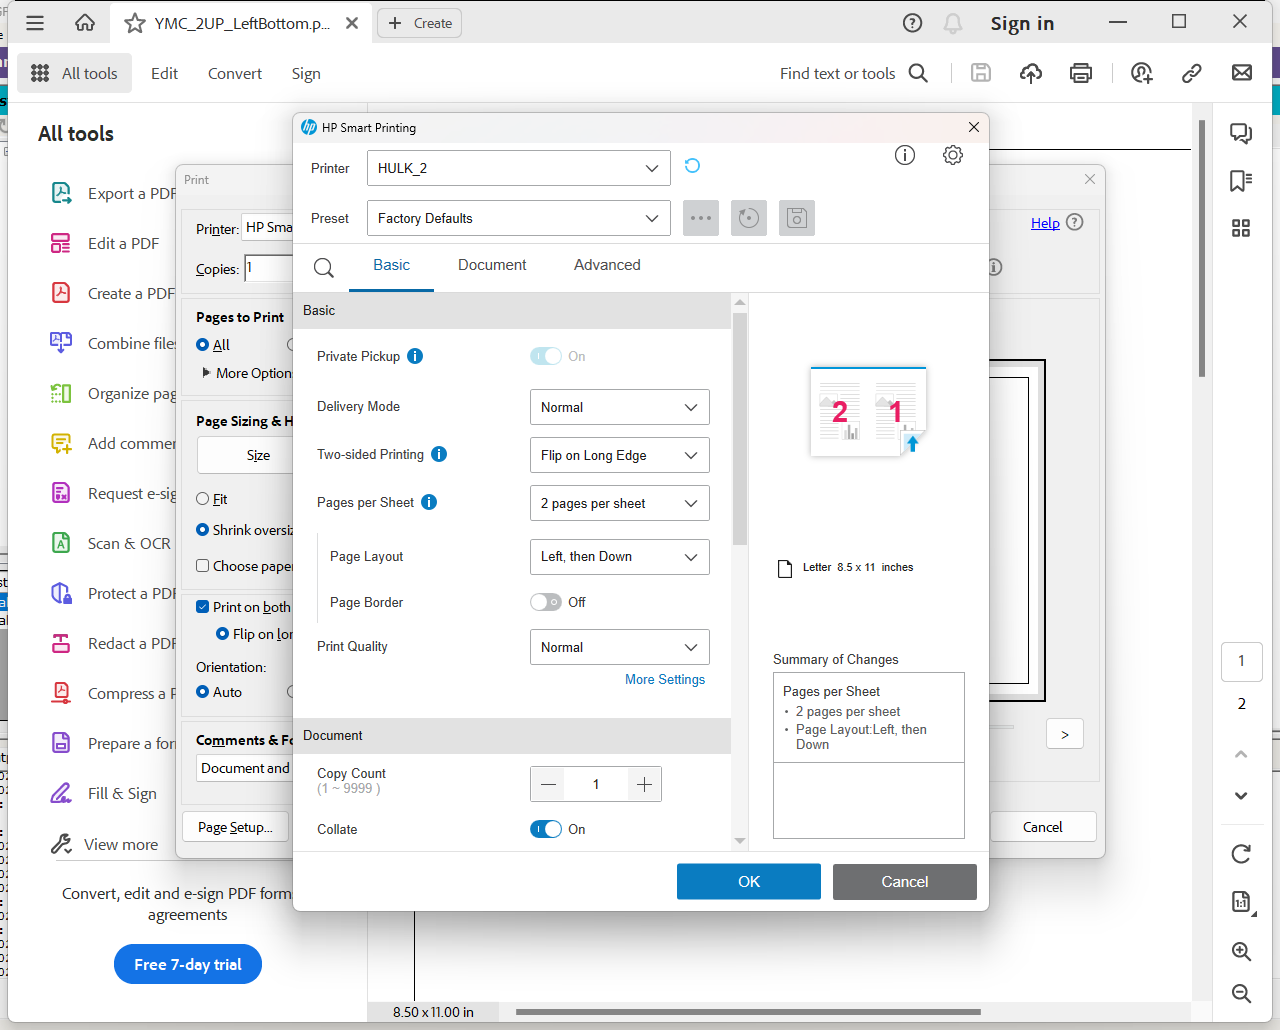 YMC_2UP_LeftBottom.p...
Create
Sign in
All tools
Edit
Convert
Sign
Find text or tools
All tools
Export a PDF
Edit a PDF
Create a PDF
Combine files
Organize pag
Add commer
Request e-sig
Scan & OCR
Protect a PDF
Redact a PDF
Compress a P
Prepare a for
Fill & Sign
View more
Convert, edit and e-sign PDF form
agreements
Free 7-day trial
Print
Printer:
HP Sma
Copies:
1
Help
Pages to Print
All
More Option
Page Sizing & H
Size
Fit
Shrink oversiz
Choose paper
Print on both
Flip on lon
Orientation:
Auto
Comments & Fo
Document and
Page Setup...
>
Cancel
HP Smart Printing
Printer
HULK_2
Preset
Factory Defaults
Basic
Document
Advanced
Basic
Private Pickup
On
Delivery Mode
Normal
Two-sided Printing
Flip on Long Edge
Pages per Sheet
2 pages per sheet
Page Layout
Left, then Down
Page Border
Off
Print Quality
Normal
More Settings
Document
Copy Count
(1 ~ 9999 )
1
Collate
On
2 1
Letter 8.5 x 11 inches
Summary of Changes
Pages per Sheet
• 2 pages per sheet
• Page Layout:Left, then
Down
OK
Cancel
1
2
1:1
8.50 x 11.00 in